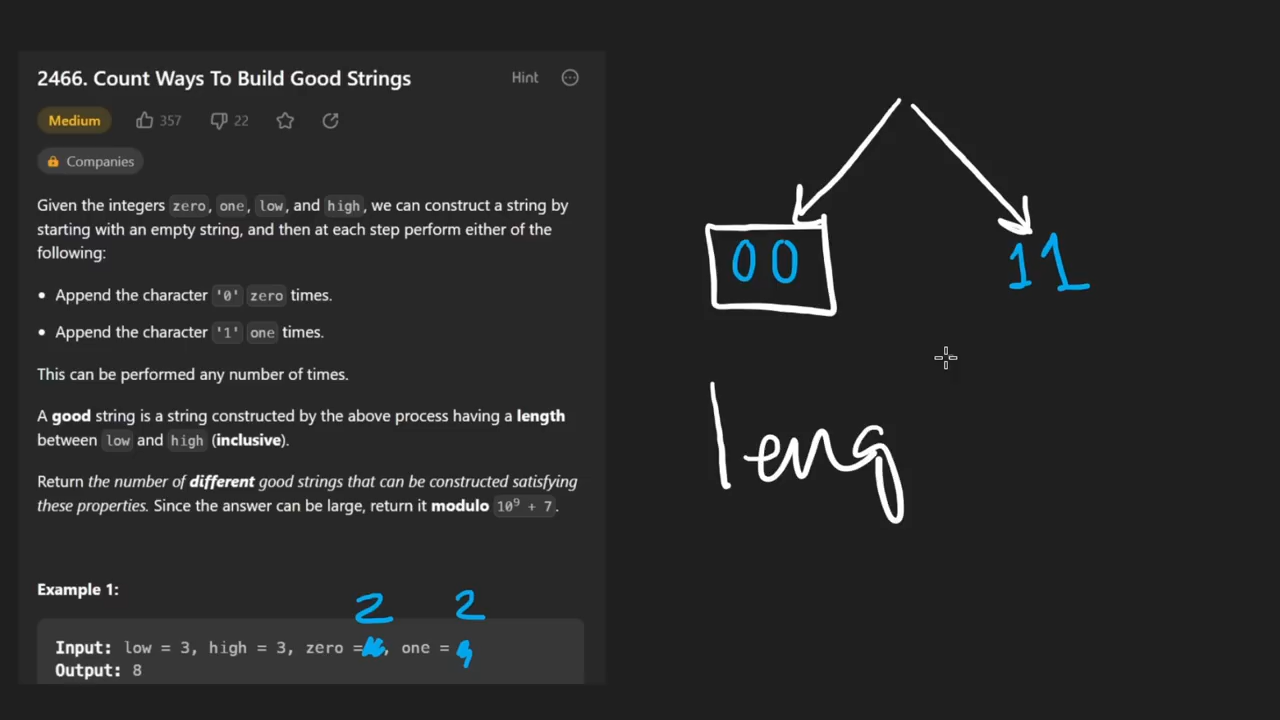 2466. Count Ways To Build Good Strings
Hint
Medium
357
22
Companies
Given the integers zero, one, low, and high, we can construct a string by
starting with an empty string, and then at each step perform either of the
following:
• Append the character '0' zero times.
• Append the character '1' one times.
This can be performed any number of times.
A good string is a string constructed by the above process having a length
between low and high (inclusive).
Return the number of different good strings that can be constructed satisfying
these properties. Since the answer can be large, return it modulo 10⁹ + 7.
Example 1:
2 2
Input: low = 3, high = 3, zero = , one =
Output: 8
00
11
leng